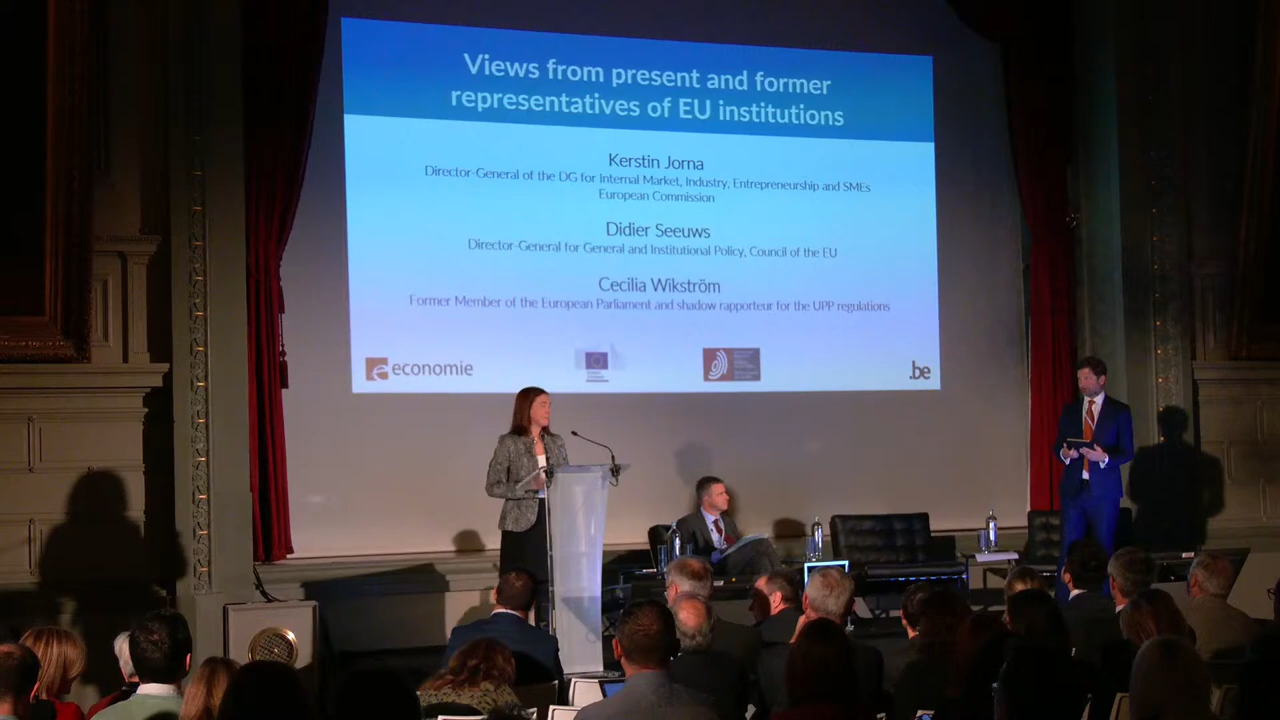 Views from present and former
representatives of EU institutions
Kerstin Jorna
Director-General of the DG for Internal Market, Industry, Entrepreneurship and SMEs
European Commission
Didier Seeuws
Director-General for General and Institutional Policy, Council of the EU
Cecilia Wikström
Former Member of the European Parliament and shadow rapporteur for the UPP regulations
economie
.be